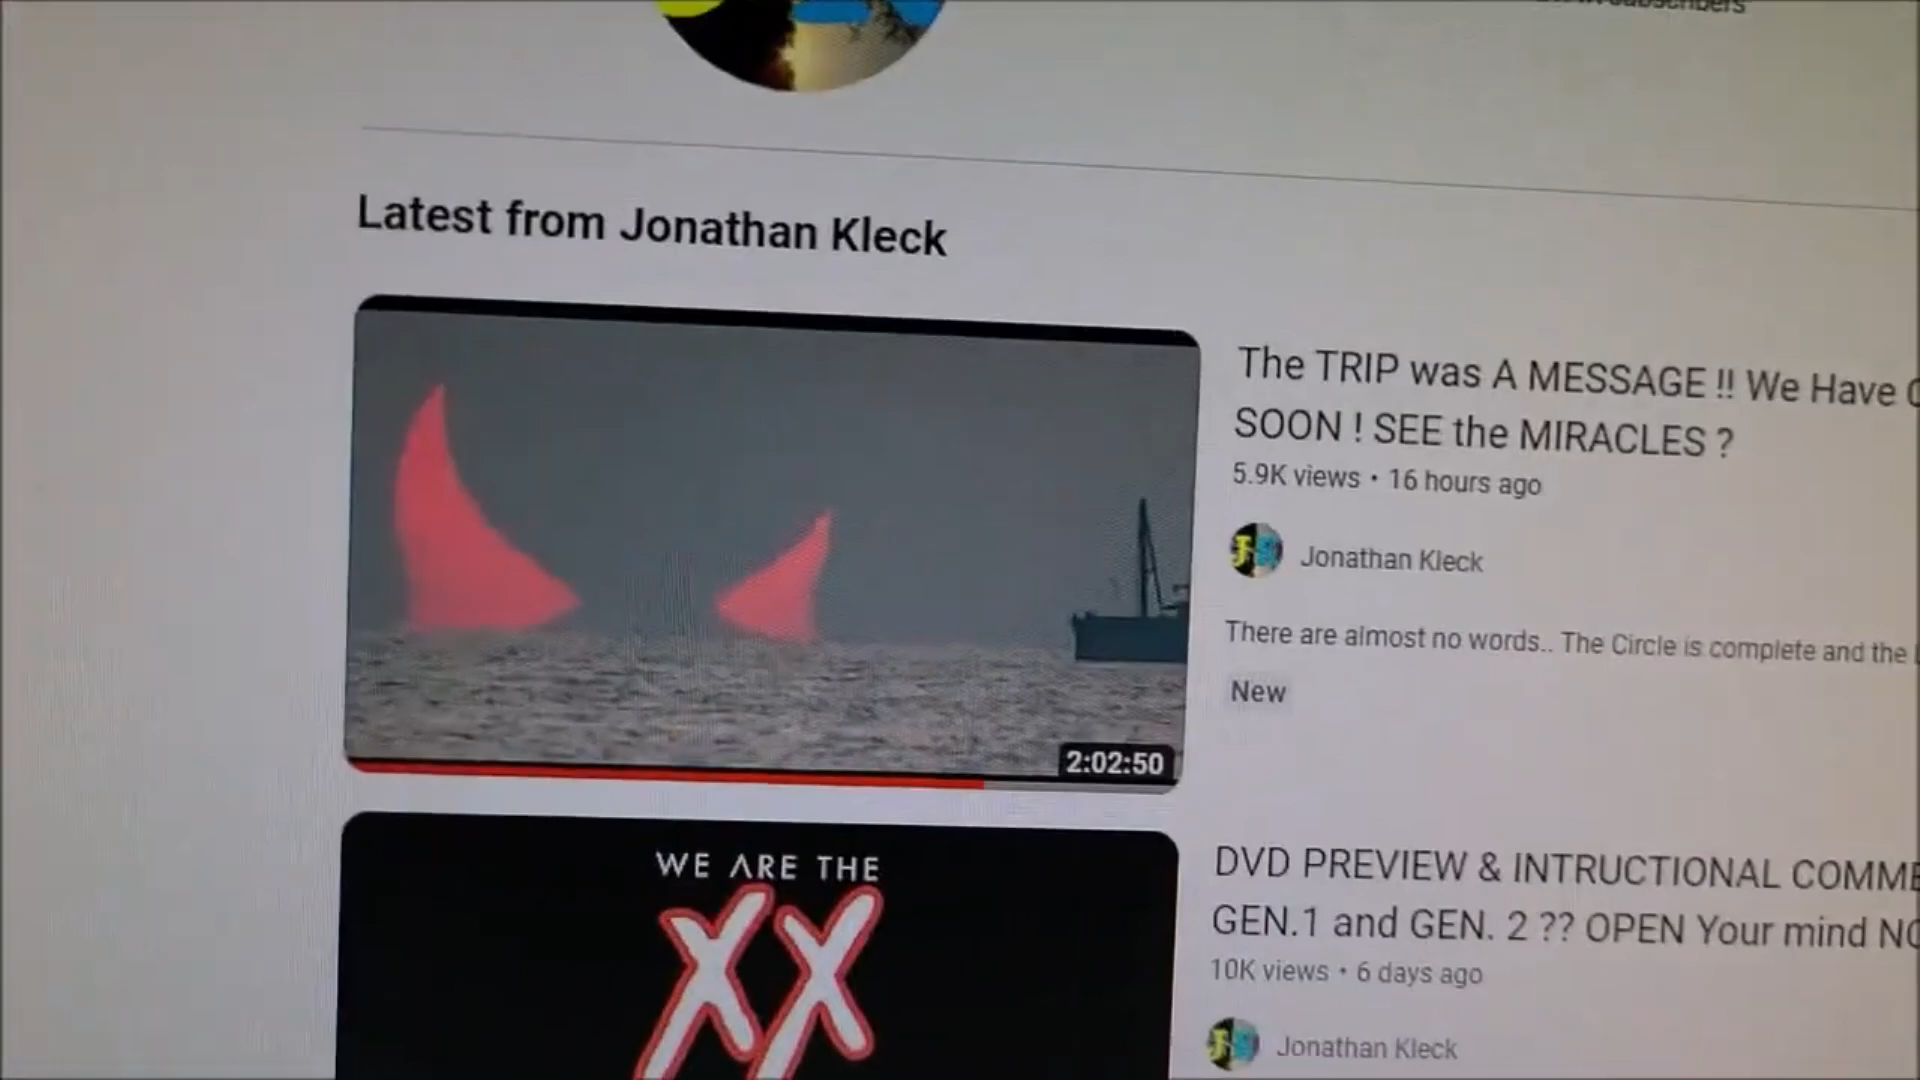 subscribers
Latest from Jonathan Kleck
The TRIP was A MESSAGE !! We Have
SOON ! SEE the MIRACLES ?
5.9K views • 16 hours ago
Jonathan Kleck
There are almost no words.. The Circle is complete and the
New
2:02:50
WE ARE THE
XX
DVD PREVIEW & INTRUCTIONAL COMME
GEN.1 and GEN. 2 ?? OPEN Your mind NO
10K views • 6 days ago
Jonathan Kleck